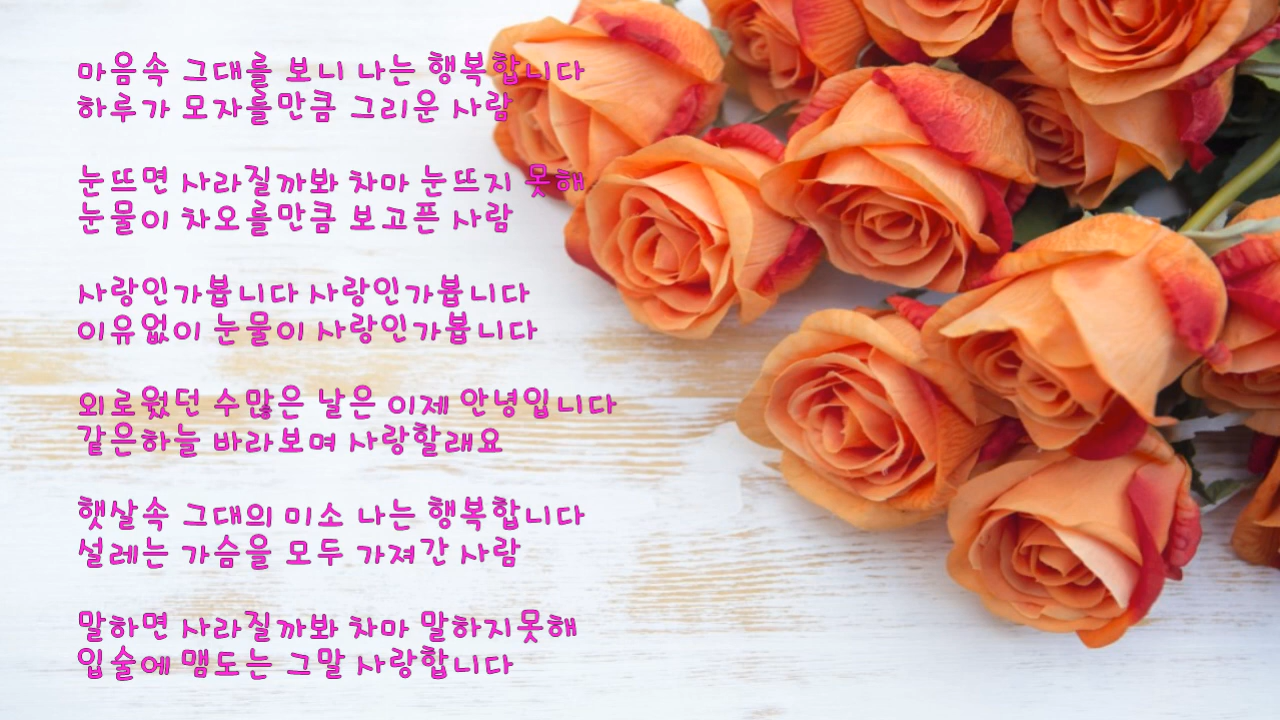 마음속 그대를 보니 나는 행복합니다
하루가 모자를만큼 그리운 사람
눈뜨면 사라질까봐 차마 눈뜨지 못해
눈물이 차오를만큼 보고픈 사람
사랑인가봅니다 사랑인가봅니다
이유없이 눈물이 사랑인가봅니다
외로웠던 수많은 날은 이제 안녕입니다
같은하늘 바라보며 사랑할래요
햇살속 그대의 미소 나는 행복합니다
설레는 가슴을 모두 가져간 사람
말하면 사라질까봐 차마 말하지못해
입술에 맴도는 그말 사랑합니다